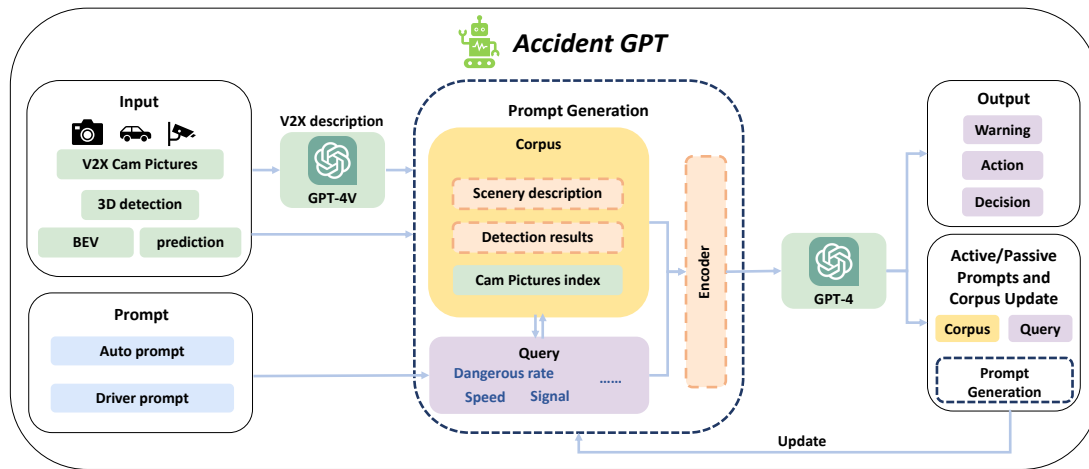 Accident GPT
Input
V2X Cam Pictures
3D detection
BEV
prediction
Prompt
Auto prompt
Driver prompt
V2X description
GPT-4V
Prompt Generation
Corpus
Scenery description
Detection results
Cam Pictures index
Query
Dangerous rate
......
Speed
Signal
Encoder
GPT-4
Output
Warning
Action
Decision
Active/Passive
Prompts and
Corpus Update
Corpus
Query
Prompt
Generation
Update